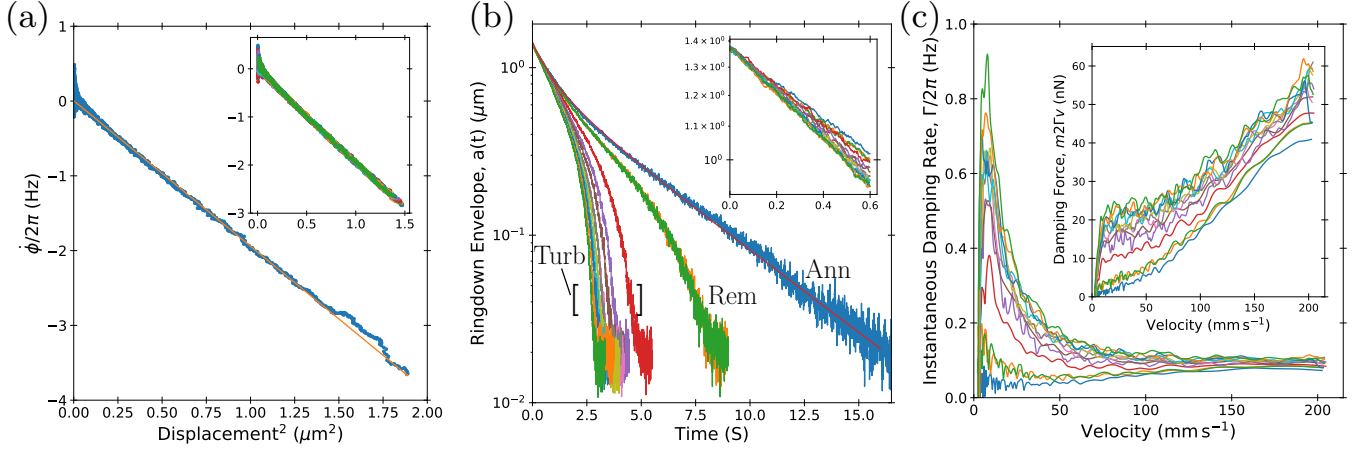 (a)
1
0
−1
−2
−3
−4
ϕ̇/2π (Hz)
0.00 0.25 0.50 0.75 1.00 1.25 1.50 1.75 2.00
Displacement² (μm²)
0
−1
−2
−3
0.0 0.5 1.0 1.5
(b)
10⁰
10⁻¹
10⁻²
Ringdown Envelope, a(t) (μm)
0.0 2.5 5.0 7.5 10.0 12.5 15.0
Time (S)
Turb
[ ]
Rem
Ann
1.4 × 10⁰
1.3 × 10⁰
1.2 × 10⁰
1.1 × 10⁰
10⁰
0.0 0.2 0.4 0.6
(c)
1.0
0.8
0.6
0.4
0.2
0.0
Instantaneous Damping Rate, Γ/2π (Hz)
0 50 100 150 200
Velocity (mm s⁻¹)
60
50
40
30
20
10
0
Damping Force, m2Γv (nN)
0 50 100 150 200
Velocity (mm s⁻¹)